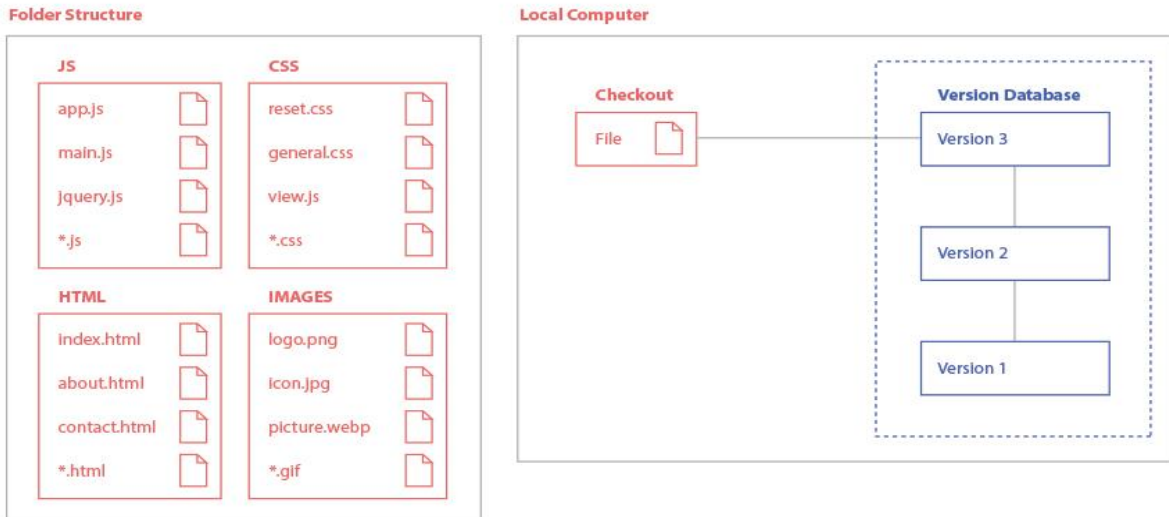 Folder Structure
JS
app.js
main.js
jquery.js
*.js
CSS
reset.css
general.css
view.js
*.css
HTML
index.html
about.html
contact.html
*.html
IMAGES
logo.png
icon.jpg
picture.webp
*.gif
Local Computer
Checkout
File
Version Database
Version 3
Version 2
Version 1